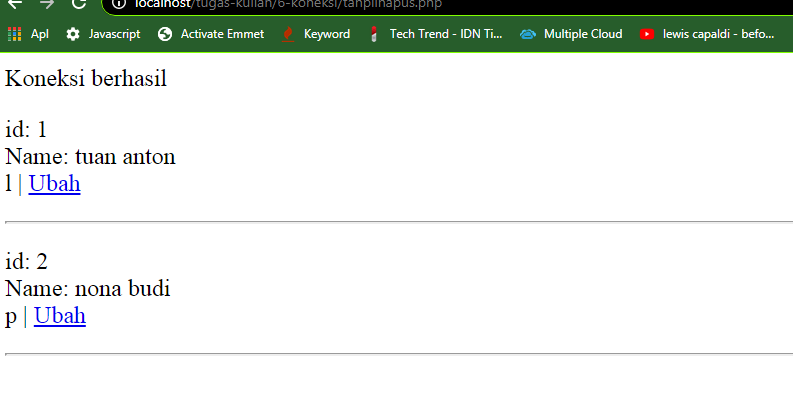 localhost/tugas-kuliah/6-koneksi/tampilhapus.php
Apl Javascript Activate Emmet Keyword Tech Trend - IDN Ti... Multiple Cloud lewis capaldi - befo...
Koneksi berhasil
id: 1
Name: tuan anton
l | Ubah
id: 2
Name: nona budi
p | Ubah